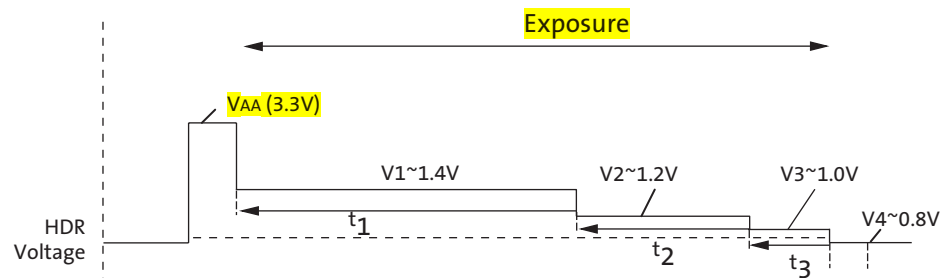 Exposure
VAA (3.3V)
V1~1.4V
V2~1.2V
V3~1.0V
V4~0.8V
HDR
Voltage
t1
t2
t3